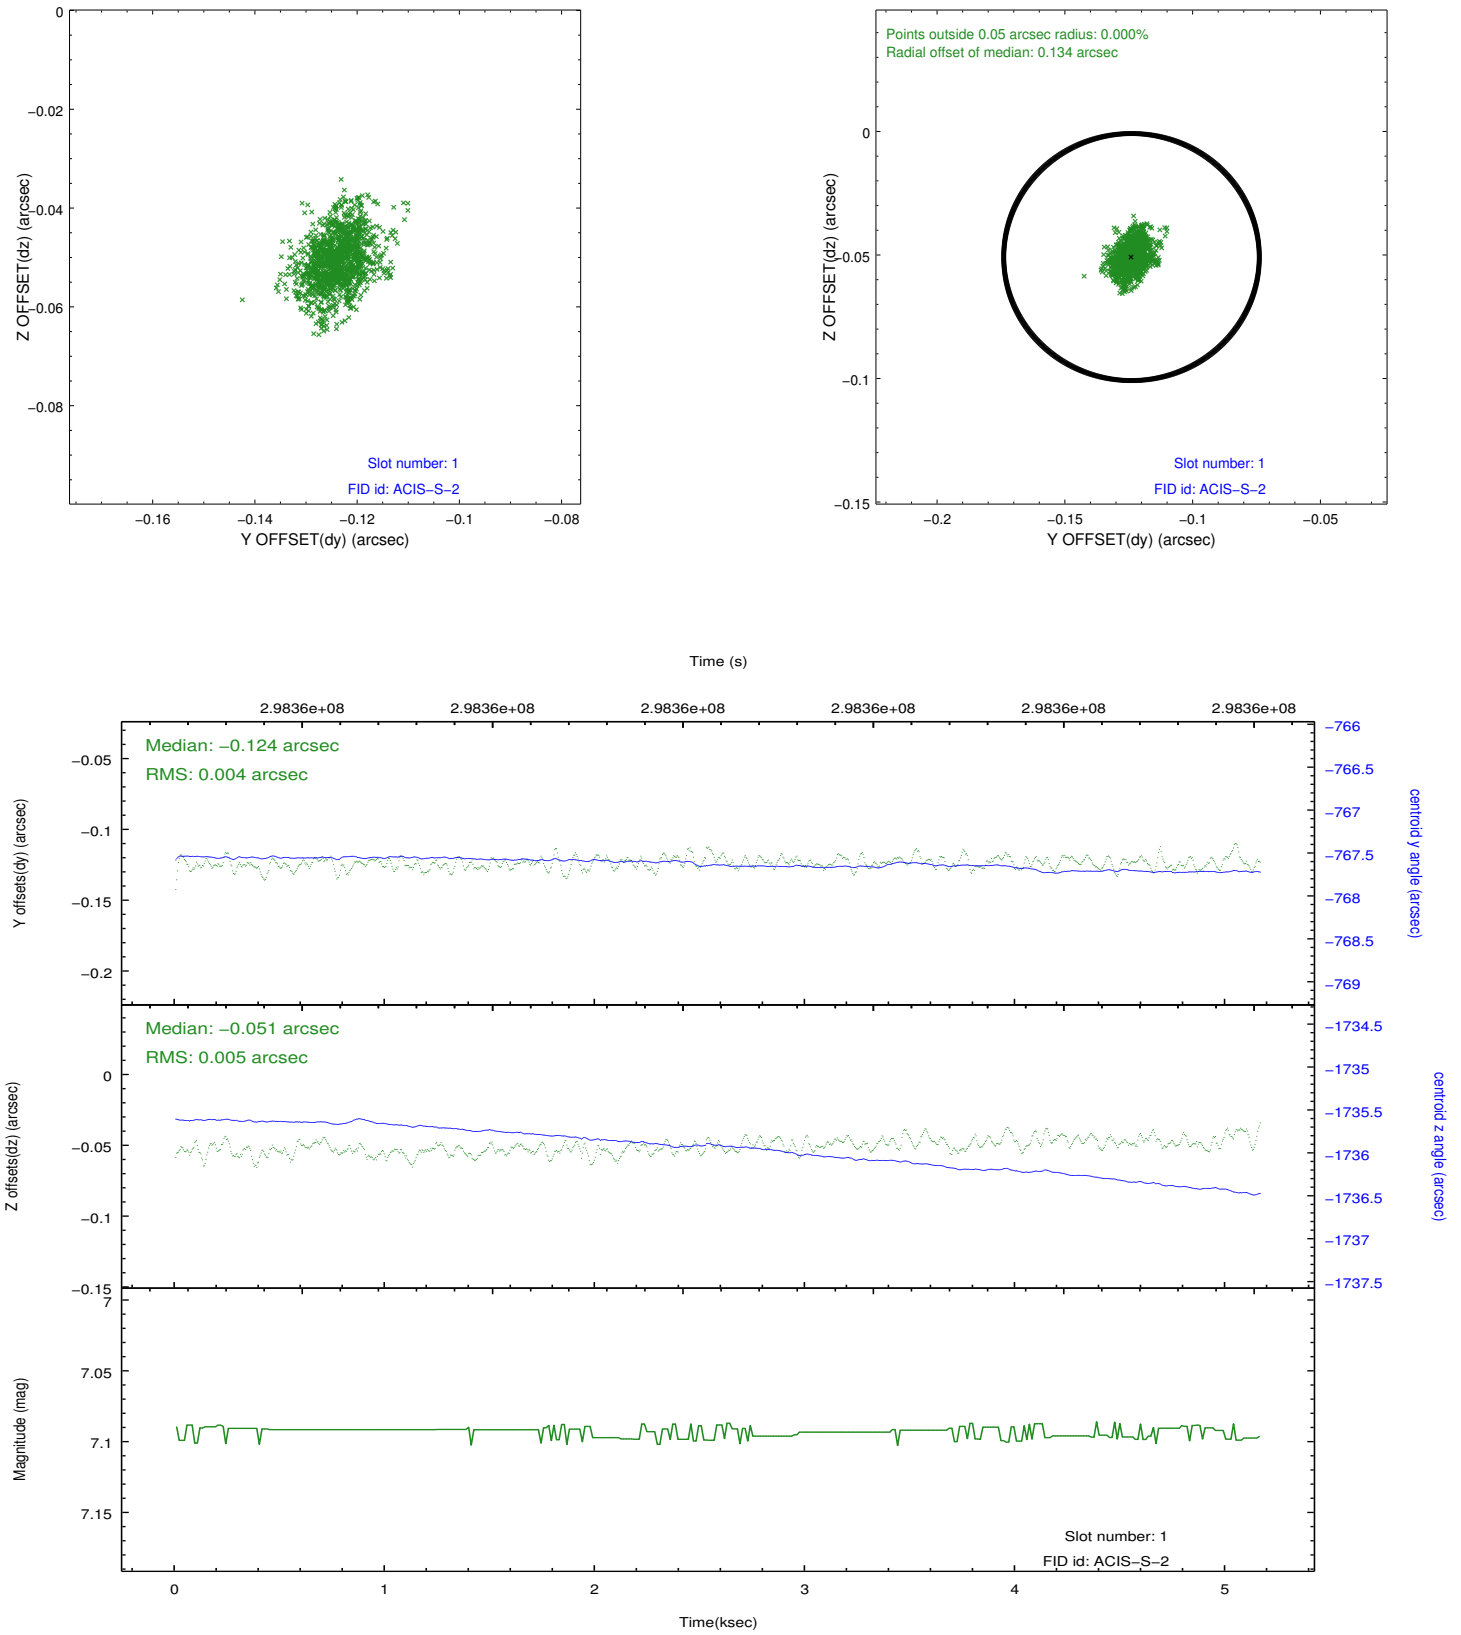 0
−0.02
−0.04
−0.06
−0.08
Z OFFSET(dz) (arcsec)
Slot number: 1
FID id: ACIS−S−2
−0.16 −0.14 −0.12 −0.1 −0.08
Y OFFSET(dy) (arcsec)
Points outside 0.05 arcsec radius: 0.000%
Radial offset of median: 0.134 arcsec
0
−0.05
−0.1
−0.15
Z OFFSET(dz) (arcsec)
Slot number: 1
FID id: ACIS−S−2
−0.2 −0.15 −0.1 −0.05
Y OFFSET(dy) (arcsec)
Time (s)
2.9836e+08 2.9836e+08 2.9836e+08 2.9836e+08 2.9836e+08 2.9836e+08
Median: −0.124 arcsec
RMS: 0.004 arcsec
−0.05
−0.1
−0.15
−0.2
Y offsets(dy) (arcsec)
−766
−766.5
−767
−767.5
−768
−768.5
−769
centroid y angle (arcsec)
Median: −0.051 arcsec
RMS: 0.005 arcsec
0
−0.05
−0.1
−0.15
Z offsets(dz) (arcsec)
−1734.5
−1735
−1735.5
−1736
−1736.5
−1737
−1737.5
centroid z angle (arcsec)
7
7.05
7.1
7.15
Magnitude (mag)
Slot number: 1
FID id: ACIS−S−2
0 1 2 3 4 5
Time(ksec)